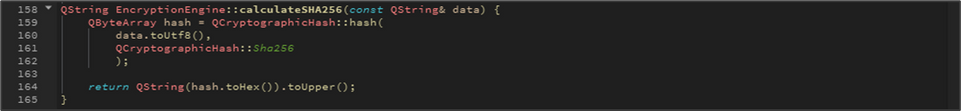 158 QString EncryptionEngine::calculateSHA256(const QString& data) {
159     QByteArray hash = QCryptographicHash::hash(
160         data.toUtf8(),
161         QCryptographicHash::Sha256
162         );
163
164     return QString(hash.toHex()).toUpper();
165 }